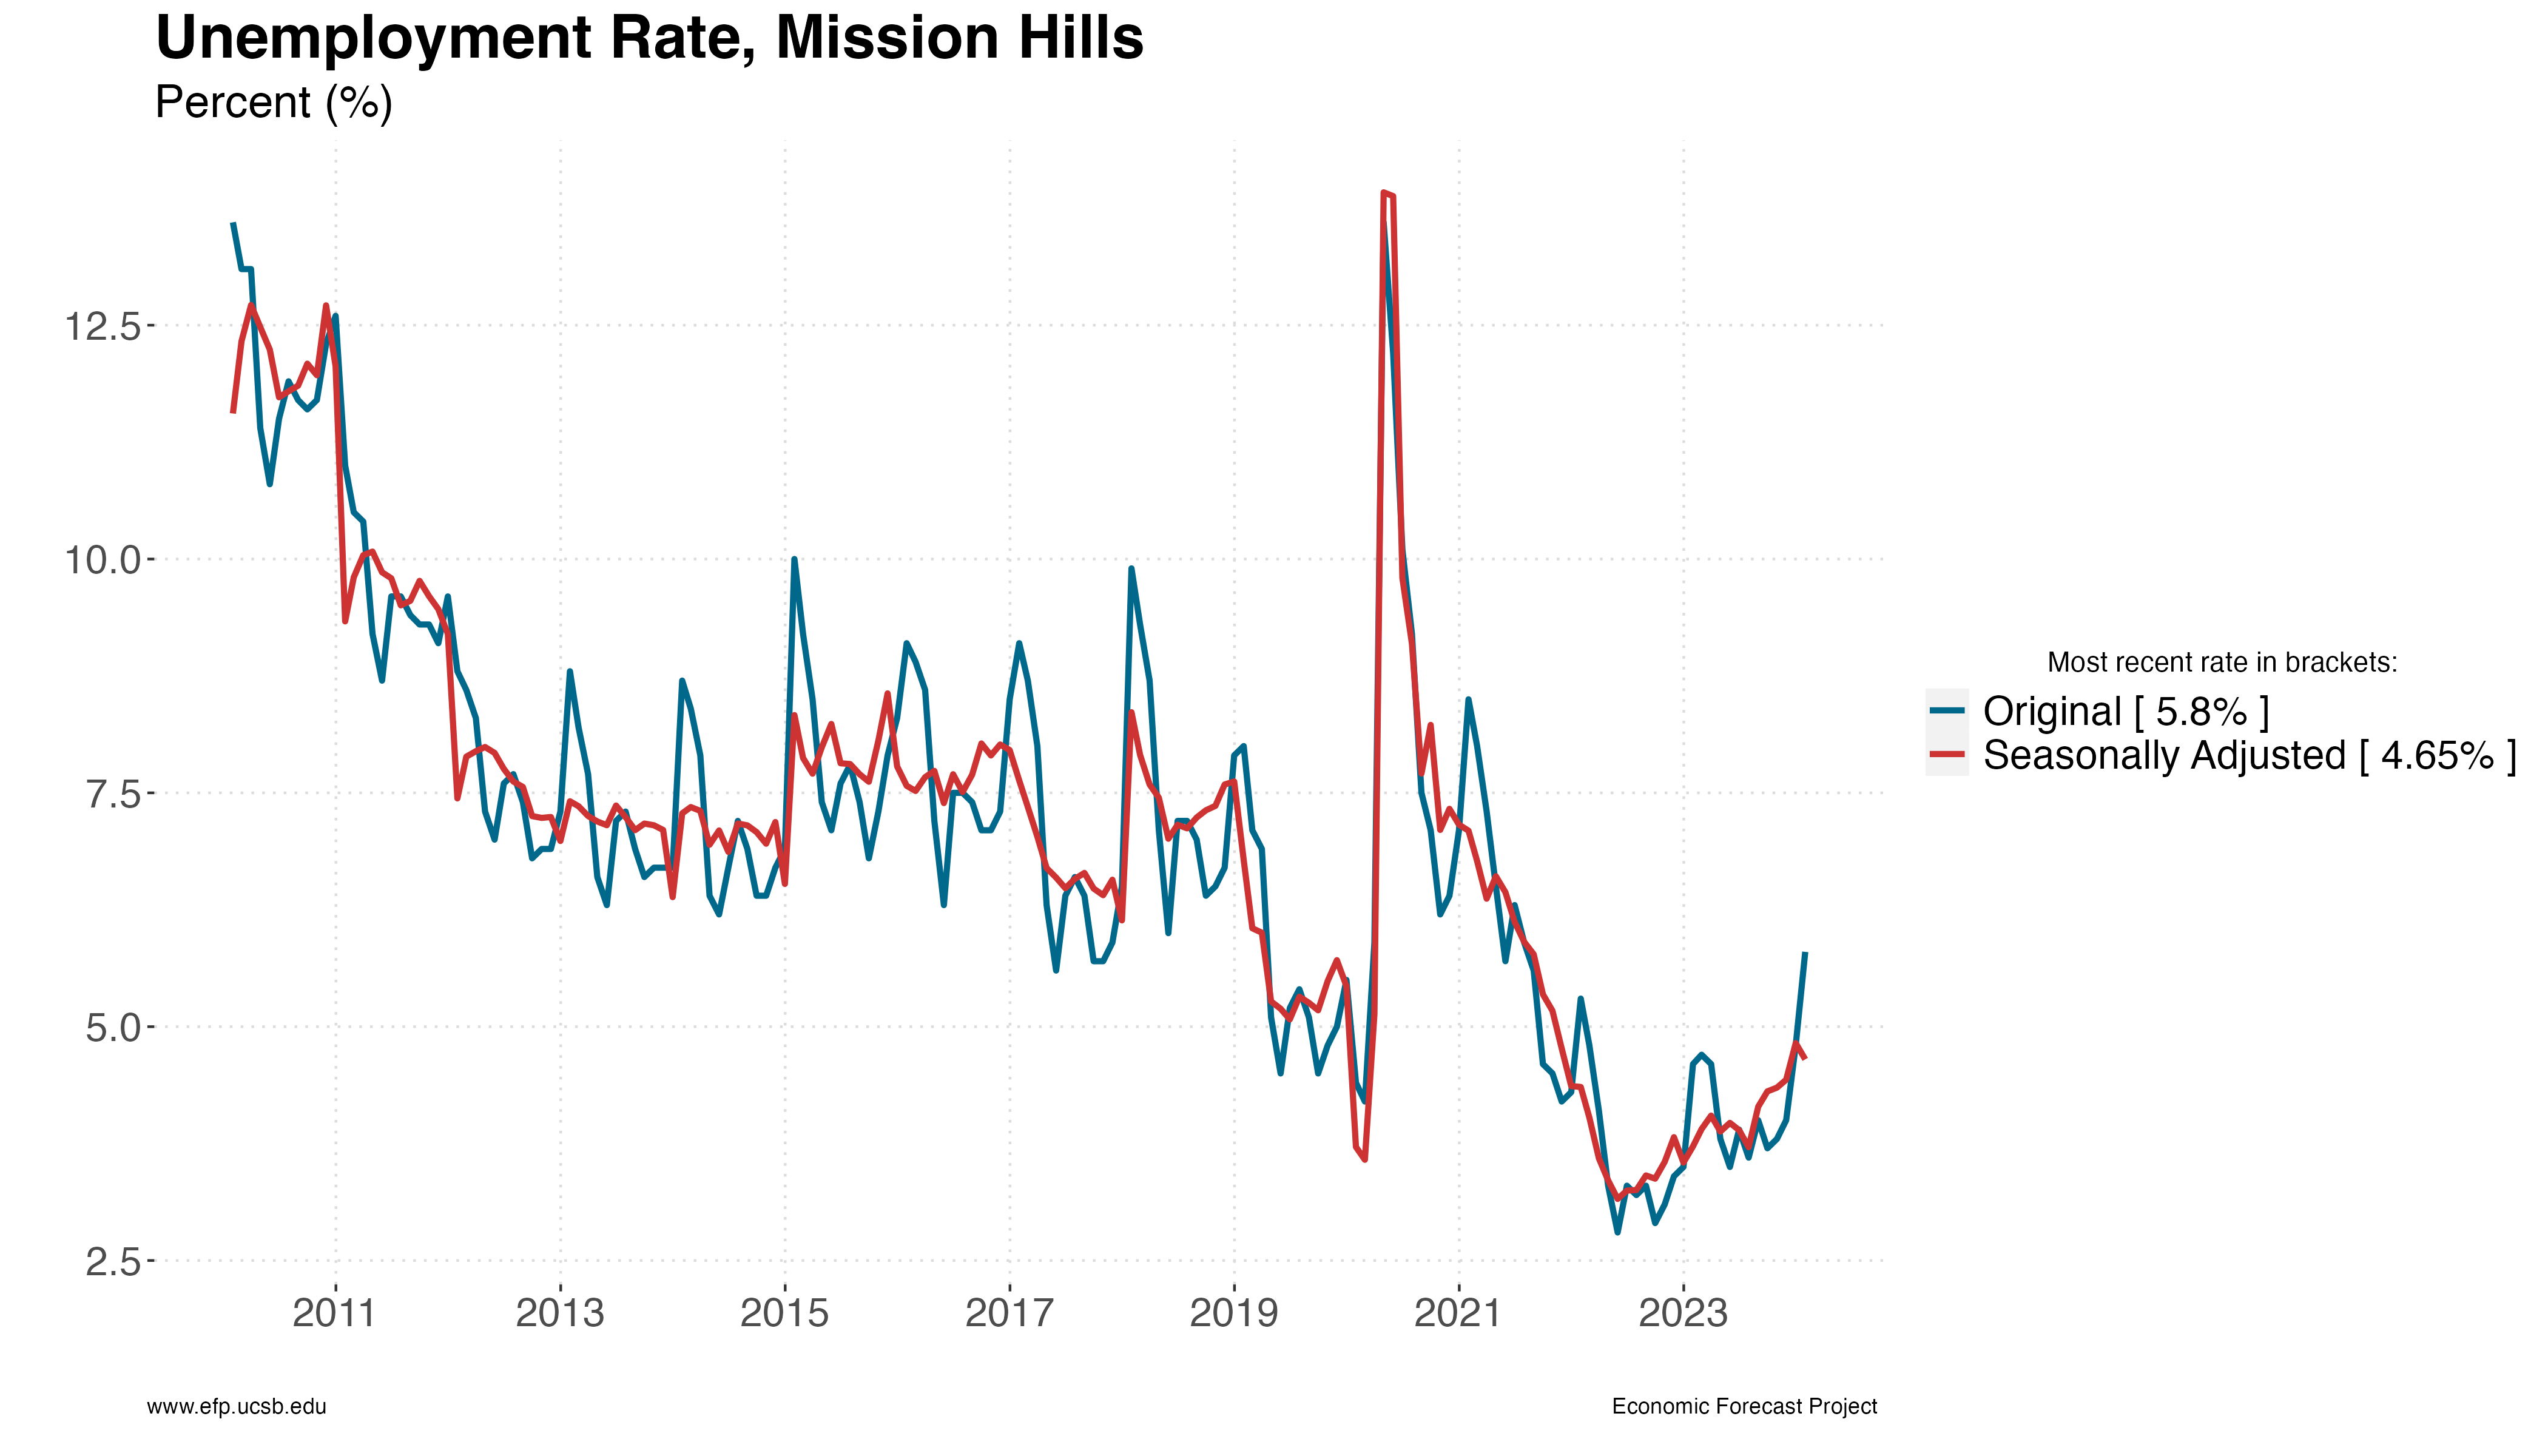 Unemployment Rate, Mission Hills
Percent (%)
12.5
10.0
7.5
5.0
2.5
2011 2013 2015 2017 2019 2021 2023
Most recent rate in brackets:
Original [ 5.8% ]
Seasonally Adjusted [ 4.65% ]
www.efp.ucsb.edu
Economic Forecast Project